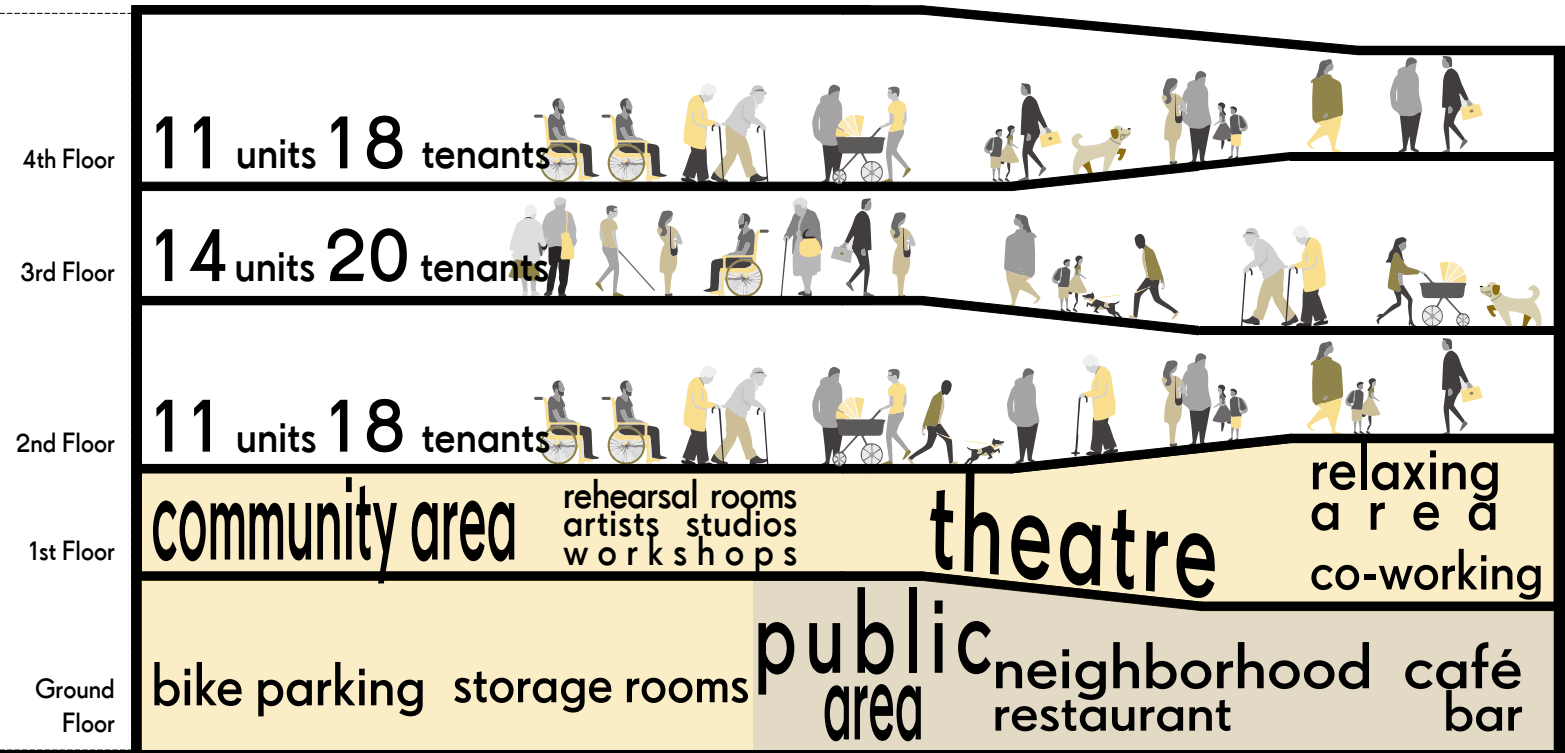 4th Floor
11 units 18 tenants
3rd Floor
14 units 20 tenants
2nd Floor
11 units 18 tenants
1st Floor
community area
rehearsal rooms
artists studios
workshops
theatre
relaxing
area
co-working
Ground
Floor
bike parking
storage rooms
public
area
neighborhood
restaurant
café
bar